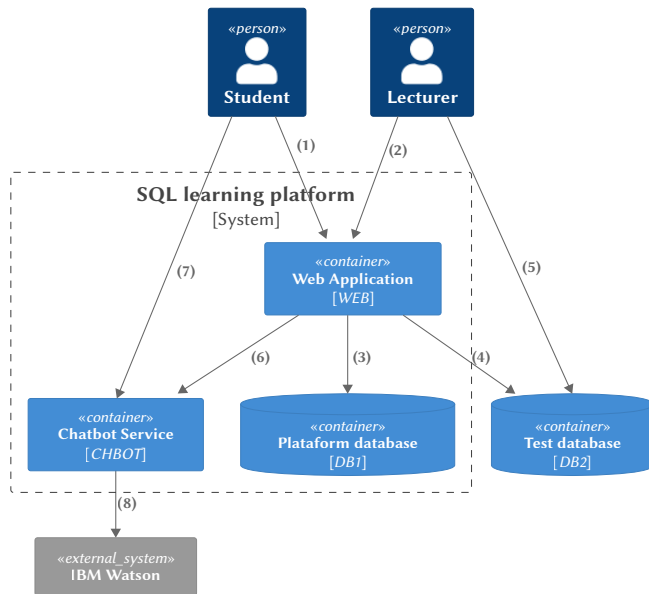 «person»
Student
«person»
Lecturer
(1)
(2)
SQL learning platform
[System]
(7)
(5)
«container»
Web Application
[WEB]
(6)
(3)
(4)
«container»
Chatbot Service
[CHBOT]
«container»
Plataform database
[DB1]
«container»
Test database
[DB2]
(8)
«external_system»
IBM Watson